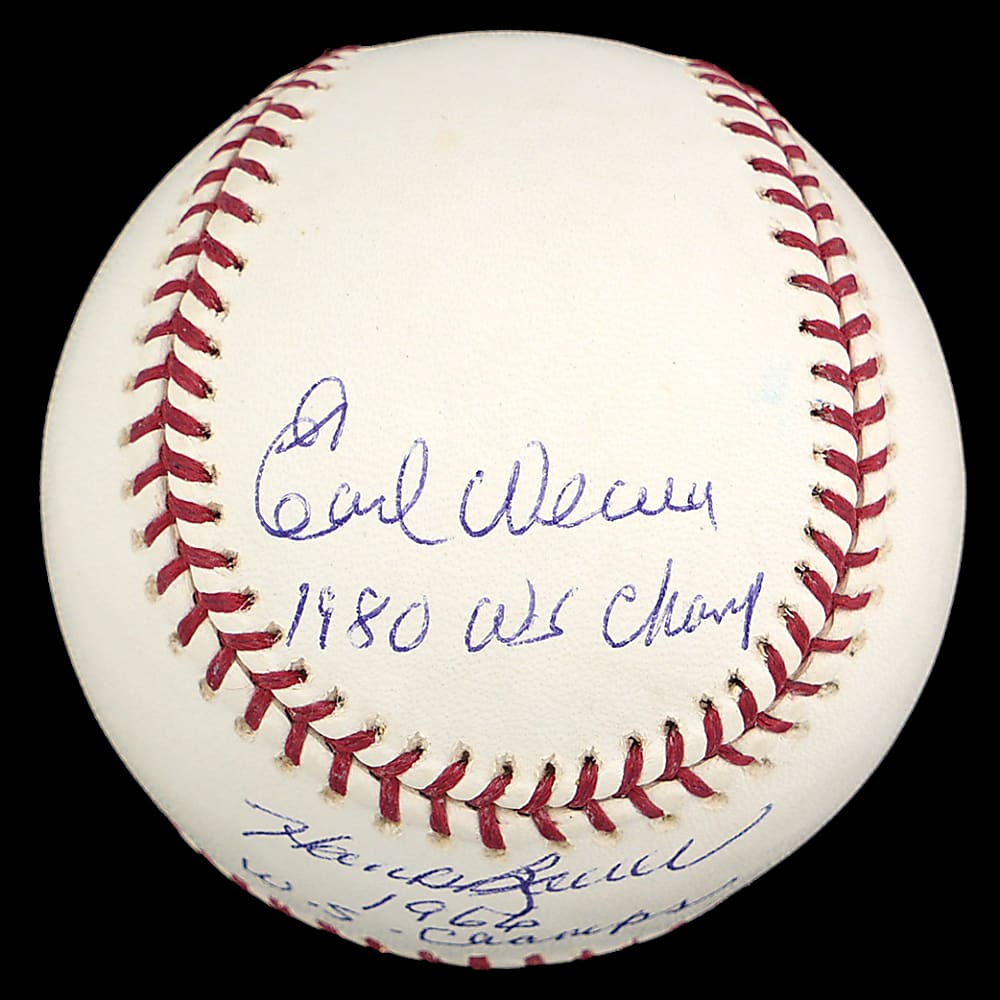 Earl Weaver
1980 WS Champ
Hank Bauer
1966
W.S. Champs